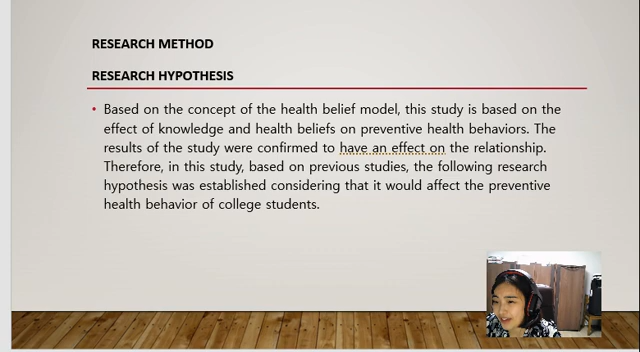 RESEARCH METHOD
RESEARCH HYPOTHESIS
• Based on the concept of the health belief model, this study is based on the
effect of knowledge and health beliefs on preventive health behaviors. The
results of the study were confirmed to have an effect on the relationship.
Therefore, in this study, based on previous studies, the following research
hypothesis was established considering that it would affect the preventive
health behavior of college students.